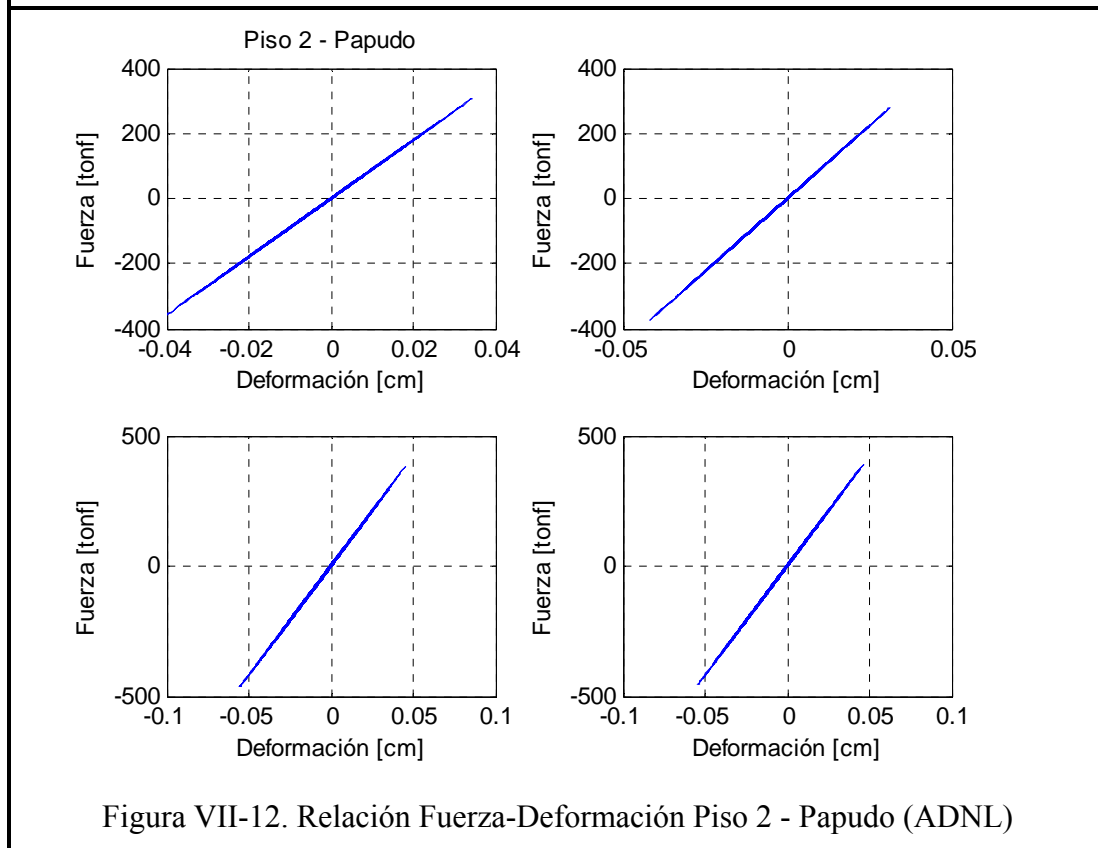 Piso 2 - Papudo
400
200
0
-200
-400
-0.04 -0.02 0 0.02 0.04
Fuerza [tonf]
Deformación [cm]
400
200
0
-200
-400
-0.05 0 0.05
Fuerza [tonf]
Deformación [cm]
500
0
-500
-0.1 -0.05 0 0.05 0.1
Fuerza [tonf]
Deformación [cm]
500
0
-500
-0.1 -0.05 0 0.05 0.1
Fuerza [tonf]
Deformación [cm]
Figura VII-12. Relación Fuerza-Deformación Piso 2 - Papudo (ADNL)